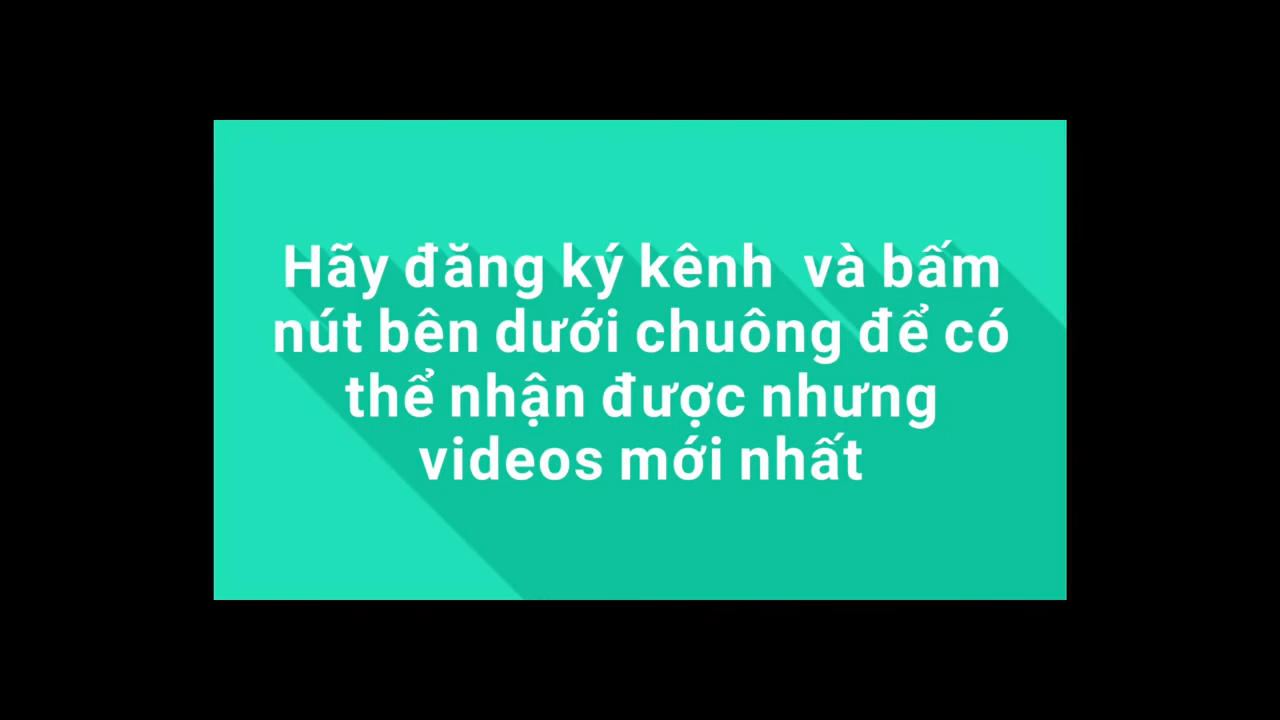 Hãy đăng ký kênh và bấm
nút bên dưới chuông để có
thể nhận được nhưng
videos mới nhất